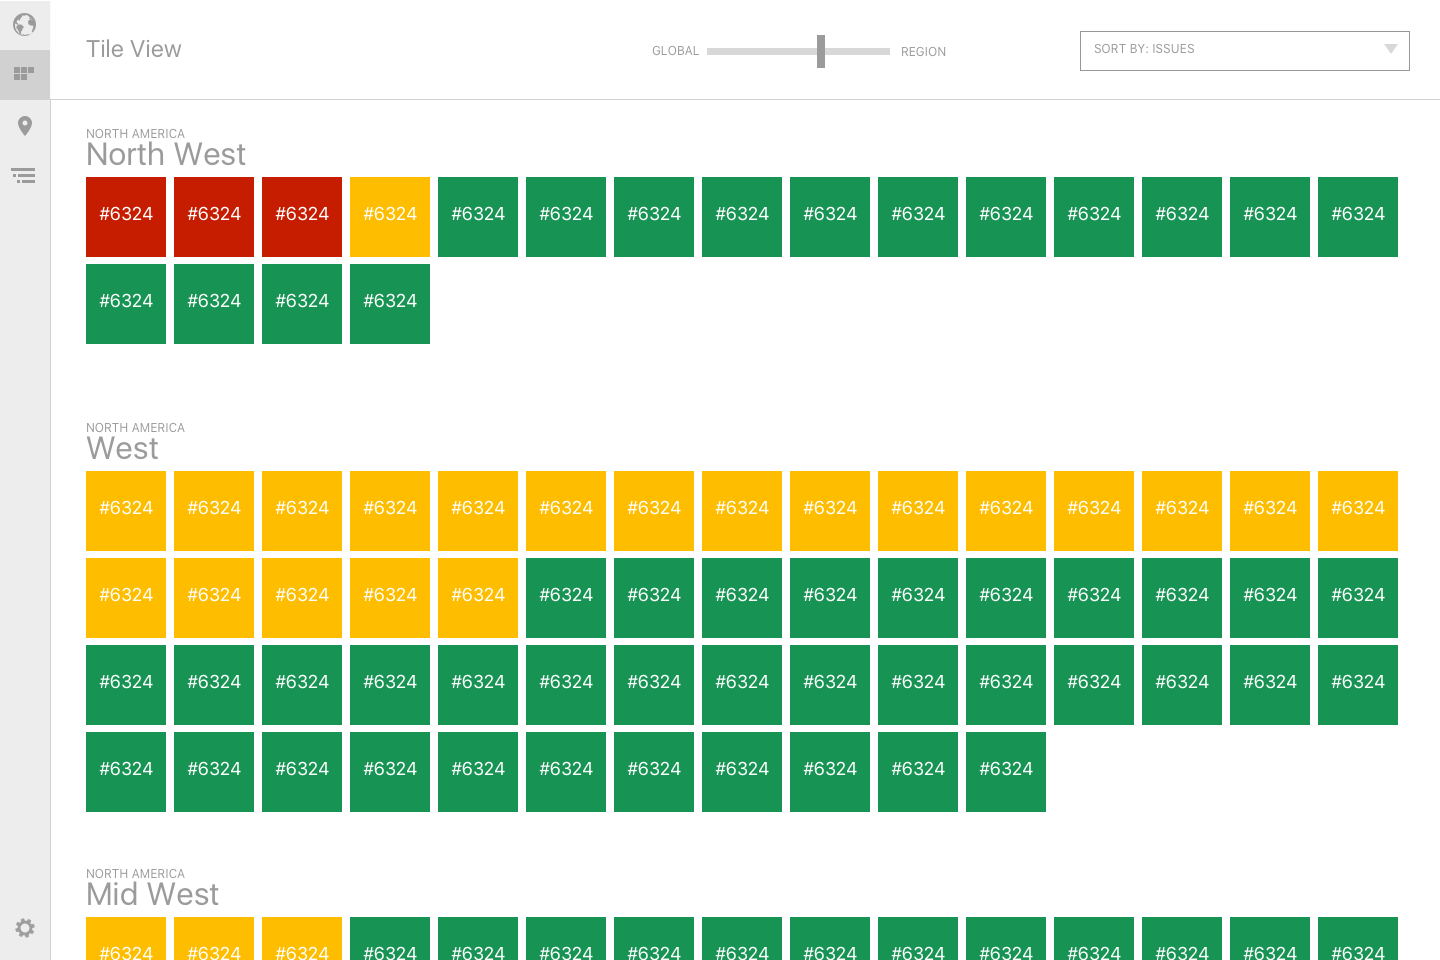 Tile View
GLOBAL
REGION
SORT BY: ISSUES
NORTH AMERICA
North West
#6324 #6324 #6324 #6324 #6324 #6324 #6324 #6324 #6324 #6324 #6324 #6324 #6324 #6324 #6324
#6324 #6324 #6324 #6324
NORTH AMERICA
West
#6324 #6324 #6324 #6324 #6324 #6324 #6324 #6324 #6324 #6324 #6324 #6324 #6324 #6324 #6324
#6324 #6324 #6324 #6324 #6324 #6324 #6324 #6324 #6324 #6324 #6324 #6324 #6324 #6324 #6324
#6324 #6324 #6324 #6324 #6324 #6324 #6324 #6324 #6324 #6324 #6324 #6324 #6324 #6324 #6324
#6324 #6324 #6324 #6324 #6324 #6324 #6324 #6324 #6324 #6324 #6324
NORTH AMERICA
Mid West
#6324 #6324 #6324 #6324 #6324 #6324 #6324 #6324 #6324 #6324 #6324 #6324 #6324 #6324 #6324